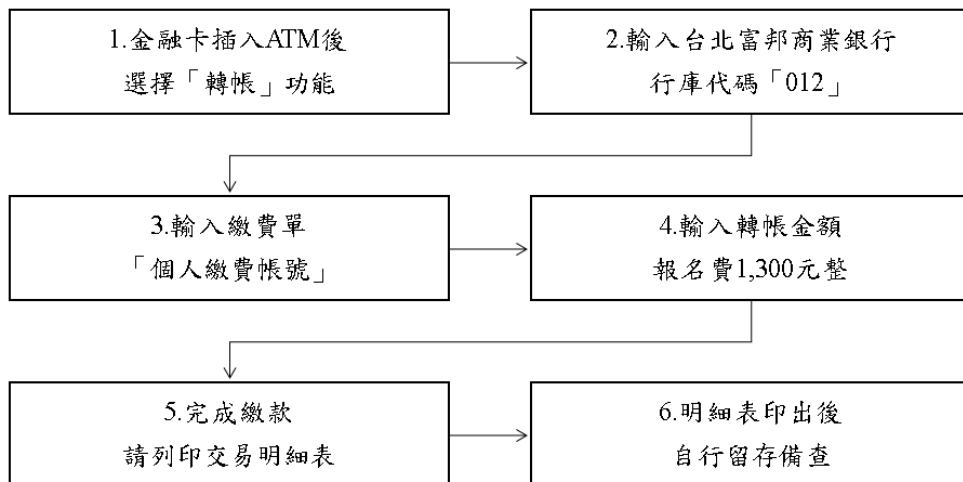 1.金融卡插入ATM後
選擇「轉帳」功能
2.輸入台北富邦商業銀行
行庫代碼「012」
3.輸入繳費單
「個人繳費帳號」
4.輸入轉帳金額
報名費1,300元整
5.完成繳款
請列印交易明細表
6.明細表印出後
自行留存備查